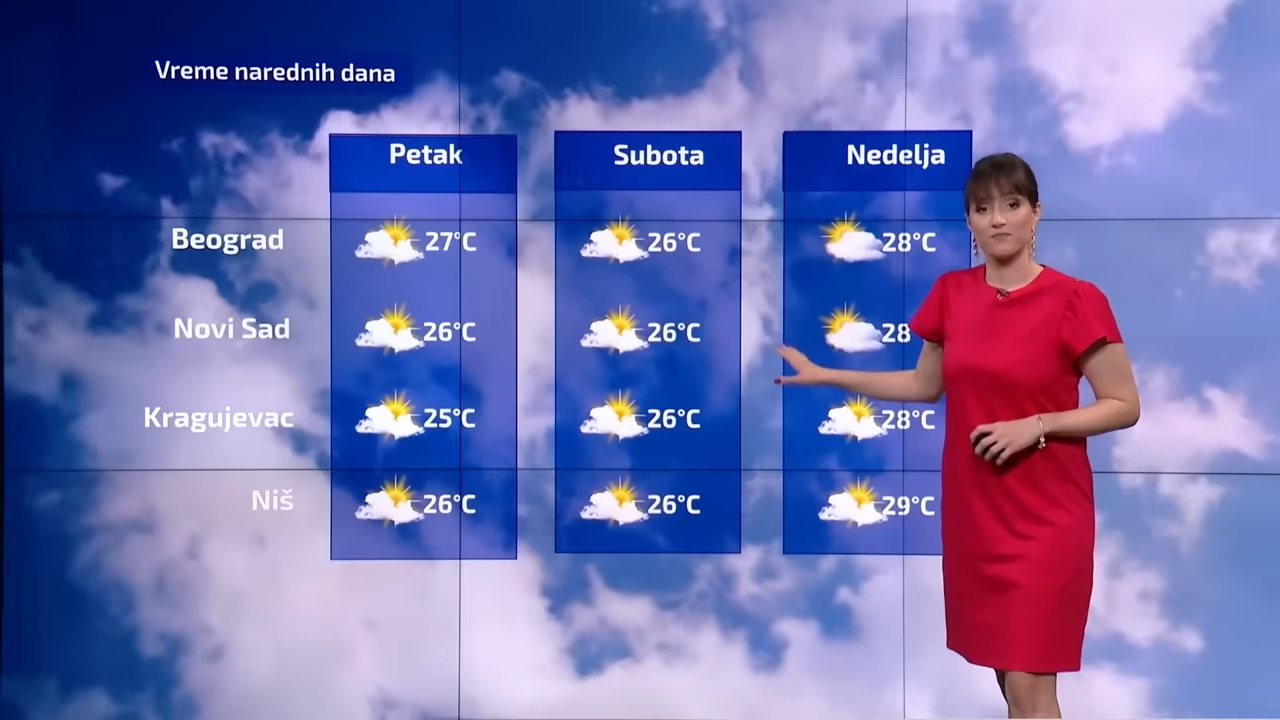 Vreme narednih dana
Petak Subota Nedelja
Beograd 27°C 26°C 28°C
Novi Sad 26°C 26°C 28
Kragujevac 25°C 26°C 28°C
Niš 26°C 26°C 29°C